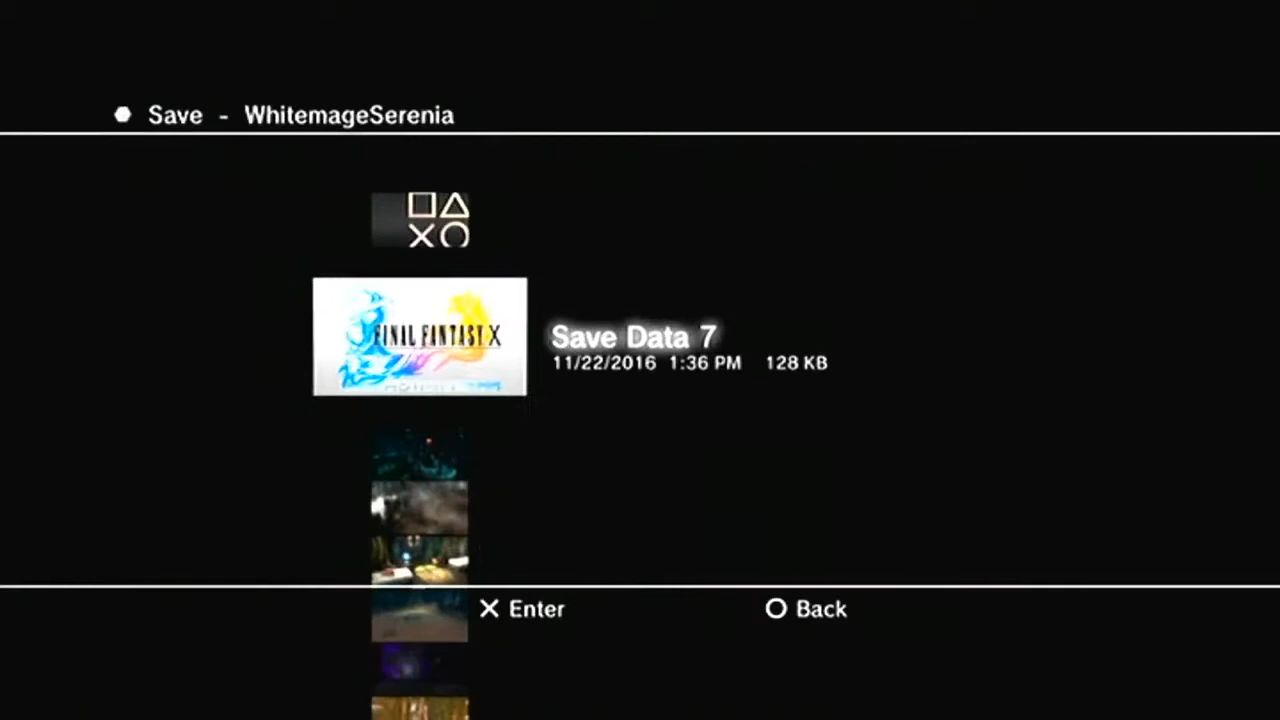 Save - WhitemageSerenia
FINAL FANTASY X
Save Data 7
11/22/2016 1:36 PM 128 KB
Enter
Back